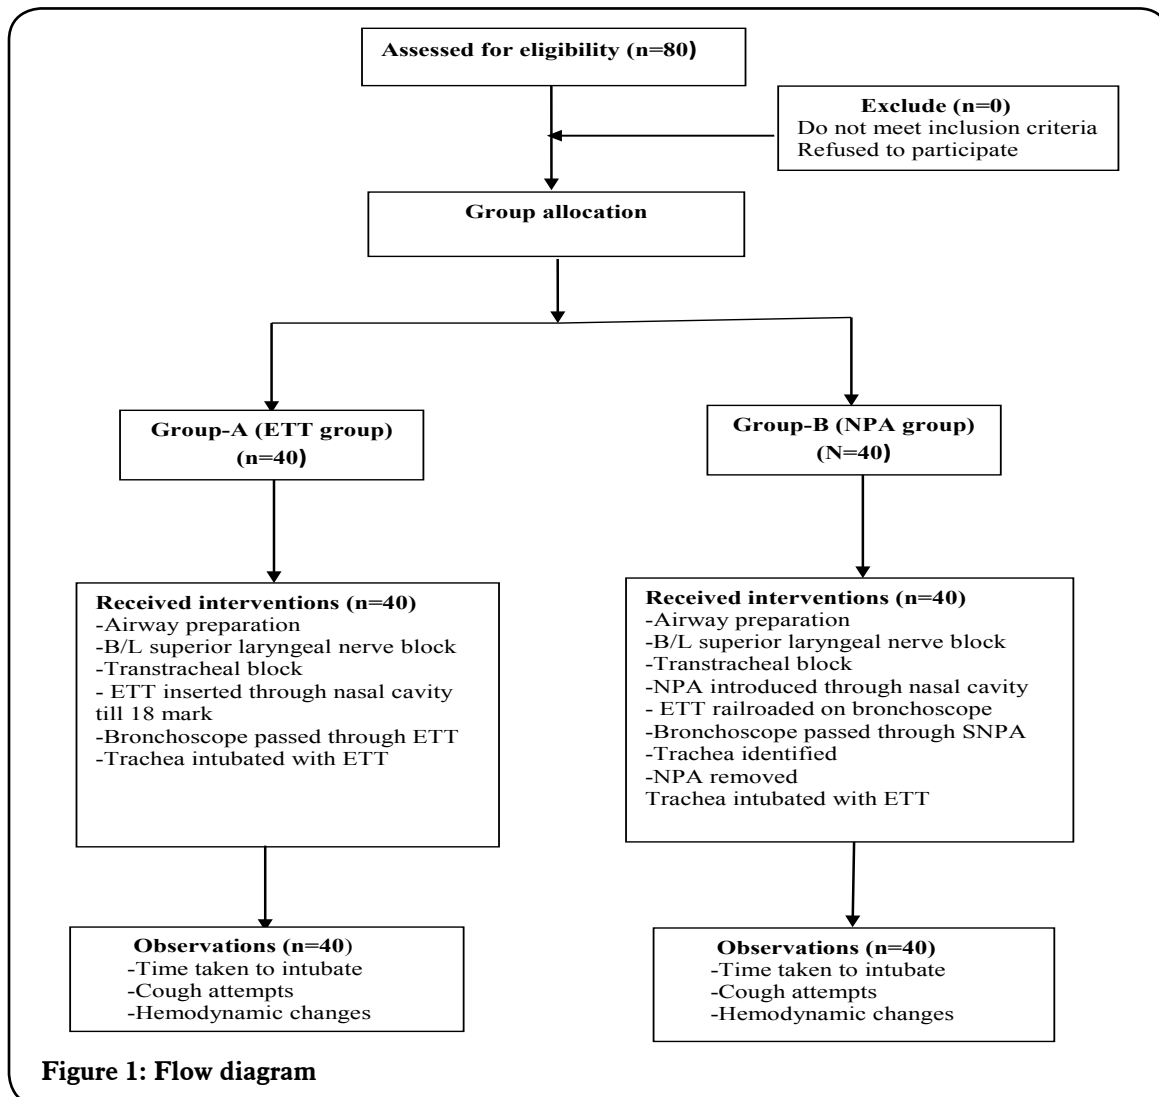 Assessed for eligibility (n=80)
Exclude (n=0)
Do not meet inclusion criteria
Refused to participate
Group allocation
Group-A (ETT group)
(n=40)
Group-B (NPA group)
(N=40)
Received interventions (n=40)
-Airway preparation
-B/L superior laryngeal nerve block
-Transtracheal block
- ETT inserted through nasal cavity
till 18 mark
-Bronchoscope passed through ETT
-Trachea intubated with ETT
Received interventions (n=40)
-Airway preparation
-B/L superior laryngeal nerve block
-Transtracheal block
-NPA introduced through nasal cavity
- ETT railroaded on bronchoscope
-Bronchoscope passed through SNPA
-Trachea identified
-NPA removed
Trachea intubated with ETT
Observations (n=40)
-Time taken to intubate
-Cough attempts
-Hemodynamic changes
Observations (n=40)
-Time taken to intubate
-Cough attempts
-Hemodynamic changes
Figure 1: Flow diagram